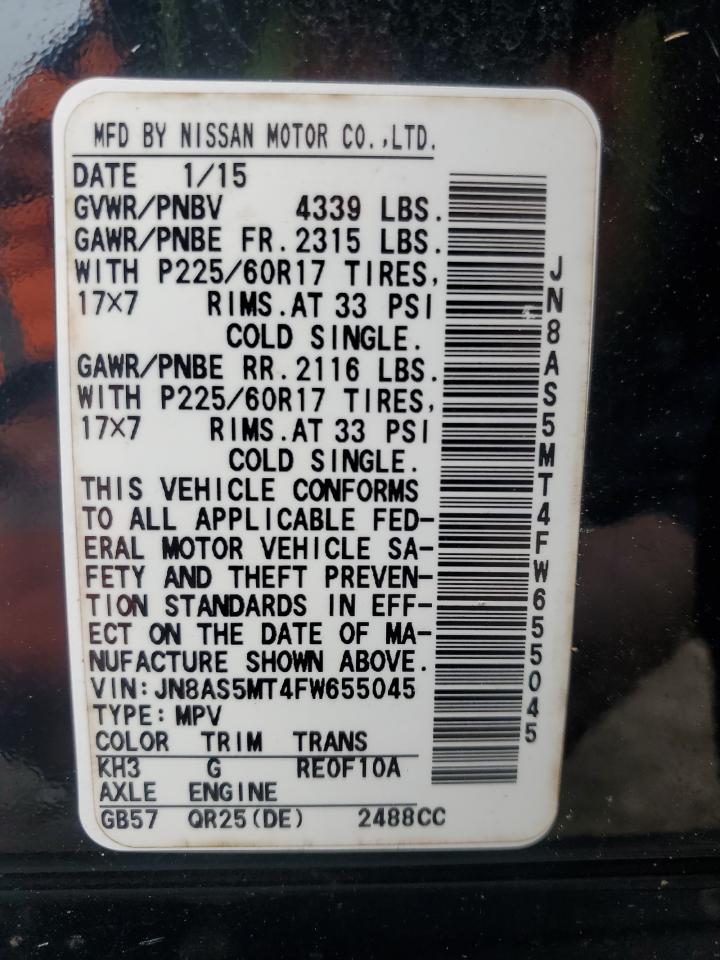 MFD BY NISSAN MOTOR CO.,LTD.
DATE 1/15
GVWR/PNBV 4339 LBS.
GAWR/PNBE FR.2315 LBS.
WITH P225/60R17 TIRES,
17×7 RIMS.AT 33 PSI
COLD SINGLE.
GAWR/PNBE RR.2116 LBS.
WITH P225/60R17 TIRES,
17×7 RIMS.AT 33 PSI
COLD SINGLE.
THIS VEHICLE CONFORMS
TO ALL APPLICABLE FED-
ERAL MOTOR VEHICLE SA-
FETY AND THEFT PREVEN-
TION STANDARDS IN EFF-
ECT ON THE DATE OF MA-
NUFACTURE SHOWN ABOVE.
VIN:JN8AS5MT4FW655045
TYPE:MPV
COLOR TRIM TRANS
KH3 G RE0F10A
AXLE ENGINE
GB57 QR25(DE) 2488CC
JN8AS5MT4FW655045